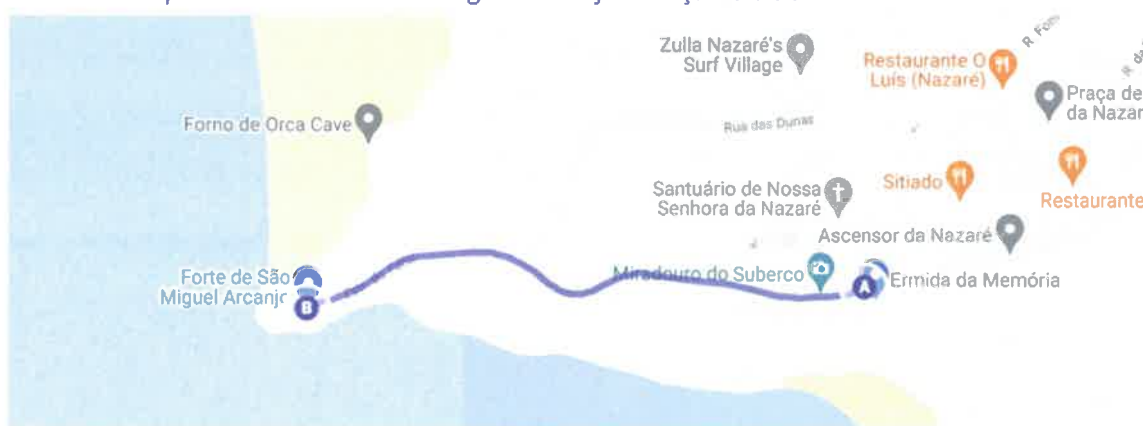 Zulla Nazaré's
Surf Village
Restaurante O
Luís (Nazaré)
Praça de
da Nazar
Forno de Orca Cave
Rua das Dunas
Santuário de Nossa
Senhora da Nazaré
Sitiado
Restaurante
Ascensor da Nazaré
Forte de São
Miguel Arcanjo
Miradouro do Suberco
Ermida da Memória
B
A